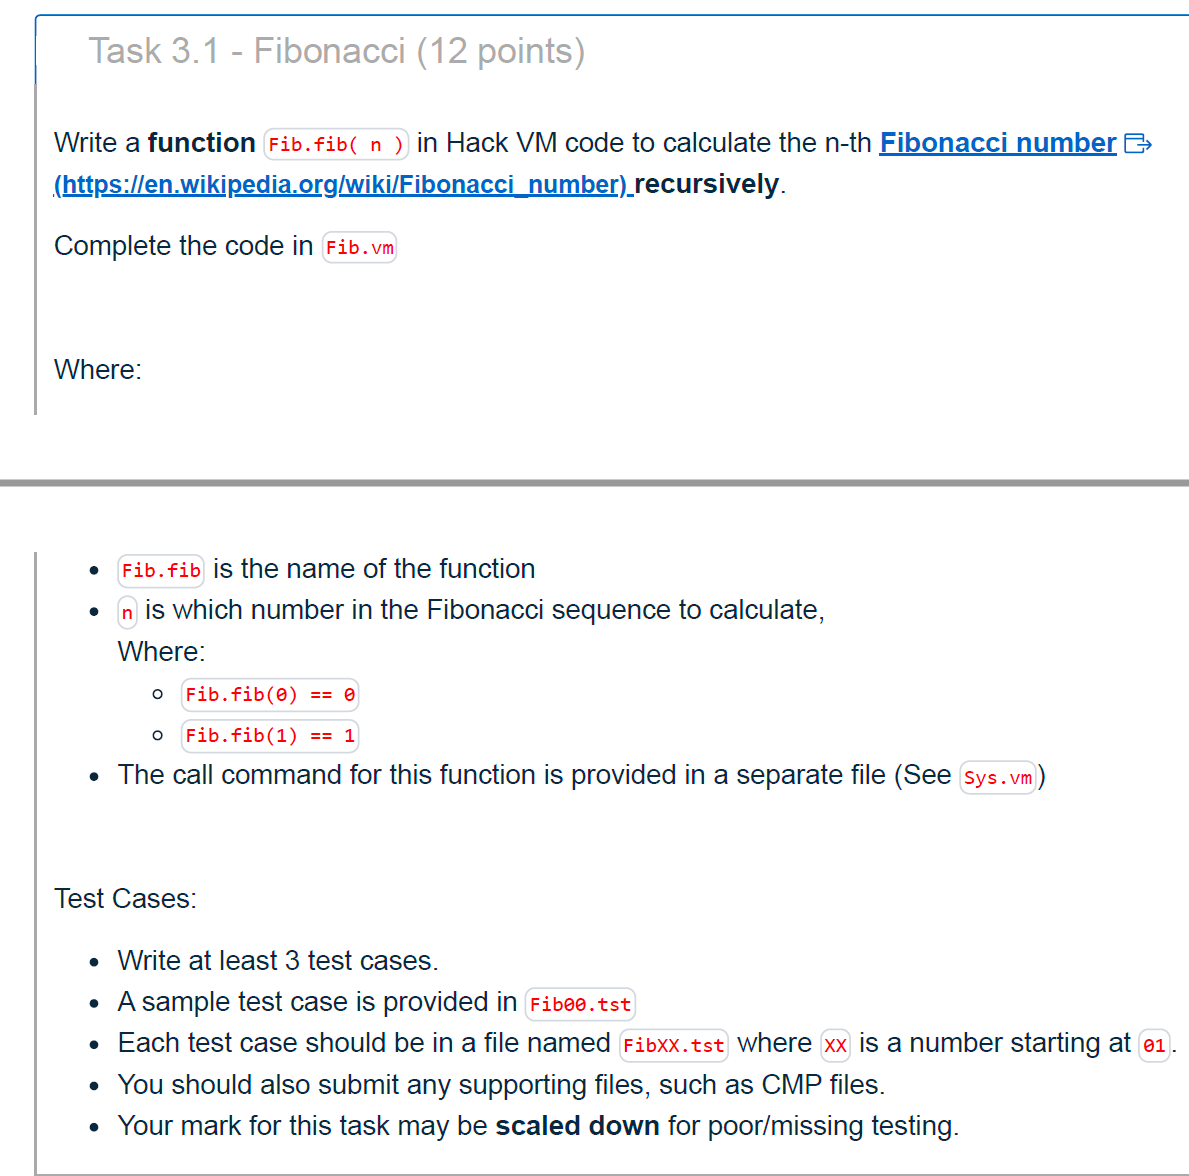 Task 3.1 - Fibonacci (12 points)
Write a function Fib.fib( n ) in Hack VM code to calculate the n-th Fibonacci number
(https://en.wikipedia.org/wiki/Fibonacci_number) recursively.
Complete the code in Fib.vm
Where:
• Fib.fib is the name of the function
• n is which number in the Fibonacci sequence to calculate,
Where:
◦ Fib.fib(0) == 0
◦ Fib.fib(1) == 1
• The call command for this function is provided in a separate file (See Sys.vm)
Test Cases:
• Write at least 3 test cases.
• A sample test case is provided in Fib00.tst
• Each test case should be in a file named FibXX.tst where XX is a number starting at 01.
• You should also submit any supporting files, such as CMP files.
• Your mark for this task may be scaled down for poor/missing testing.